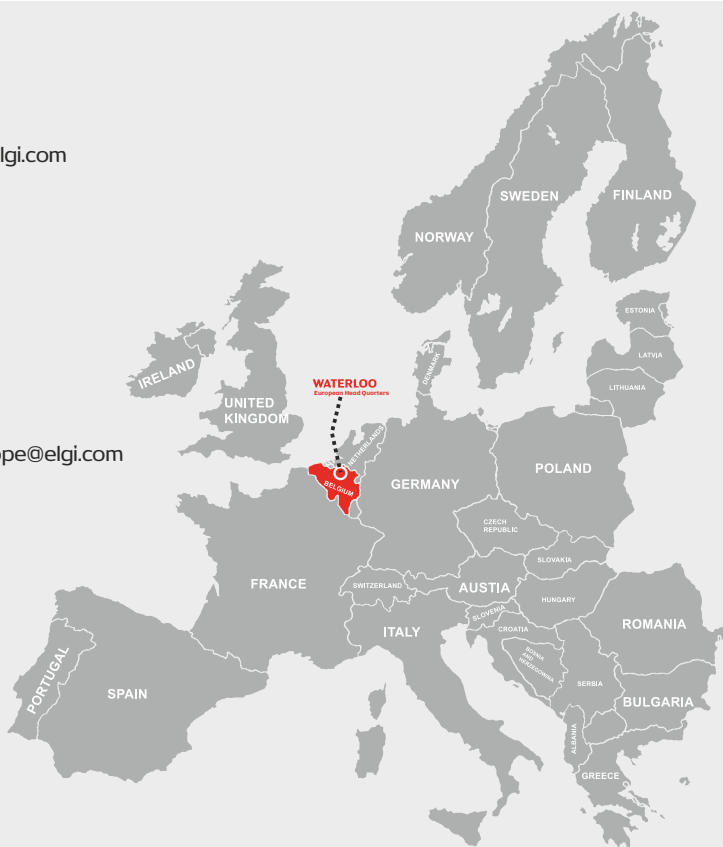 lgi.com
SWEDEN
FINLAND
NORWAY
ESTONIA
LATVIA
LITHUANIA
DENMARK
IRELAND
UNITED
KINGDOM
WATERLOO
European Head Quarters
NETHERLANDS
pe@elgi.com
BELGIUM
GERMANY
POLAND
CZECH
REPUBLIC
SLOVAKIA
FRANCE
SWITZERLAND
AUSTIA
HUNGARY
SLOVENIA
ITALY
CROATIA
ROMANIA
BOSNIA
AND
HERZEGOVINA
PORTUGAL
SPAIN
SERBIA
BULGARIA
ALBANIA
GREECE